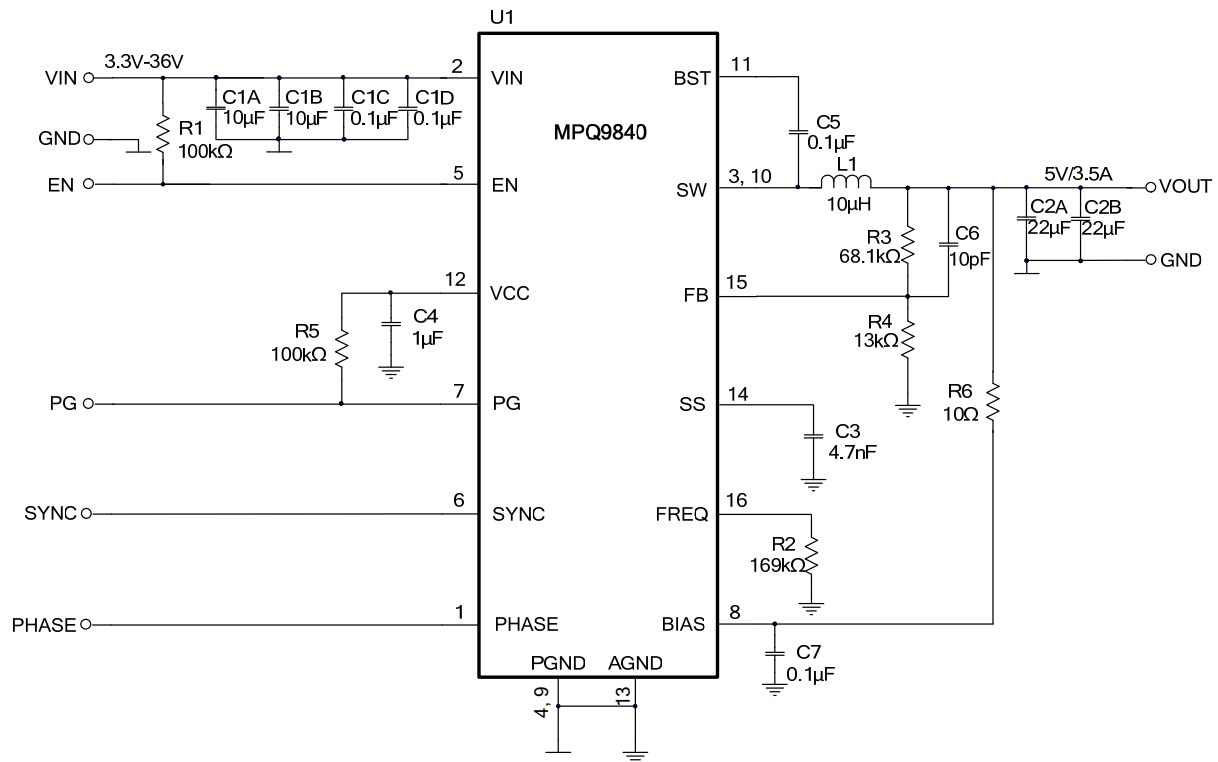 U1
MPQ9840
VIN
3.3V-36V
2
VIN
C1A
10µF
C1B
10µF
C1C
0.1µF
C1D
0.1µF
GND
R1
100kΩ
EN
5
EN
12
VCC
R5
100kΩ
C4
1µF
PG
7
PG
SYNC
6
SYNC
PHASE
1
PHASE
PGND
AGND
4, 9
13
BST
11
C5
0.1µF
SW
3, 10
L1
10µH
5V/3.5A
VOUT
C2A
22µF
C2B
22µF
GND
R3
68.1kΩ
C6
10pF
FB
15
R4
13kΩ
SS
14
C3
4.7nF
R6
10Ω
FREQ
16
R2
169kΩ
BIAS
8
C7
0.1µF